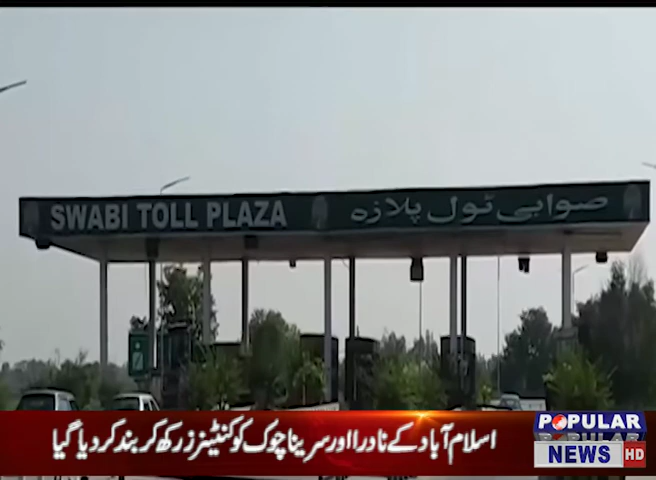 SWABI TOLL PLAZA
صوابی ٹول پلازہ
اسلام آباد کے نادرا اور سرینا چوک کو کنٹینرز رکھ کر بند کر دیا گیا
POPULAR
NEWS HD